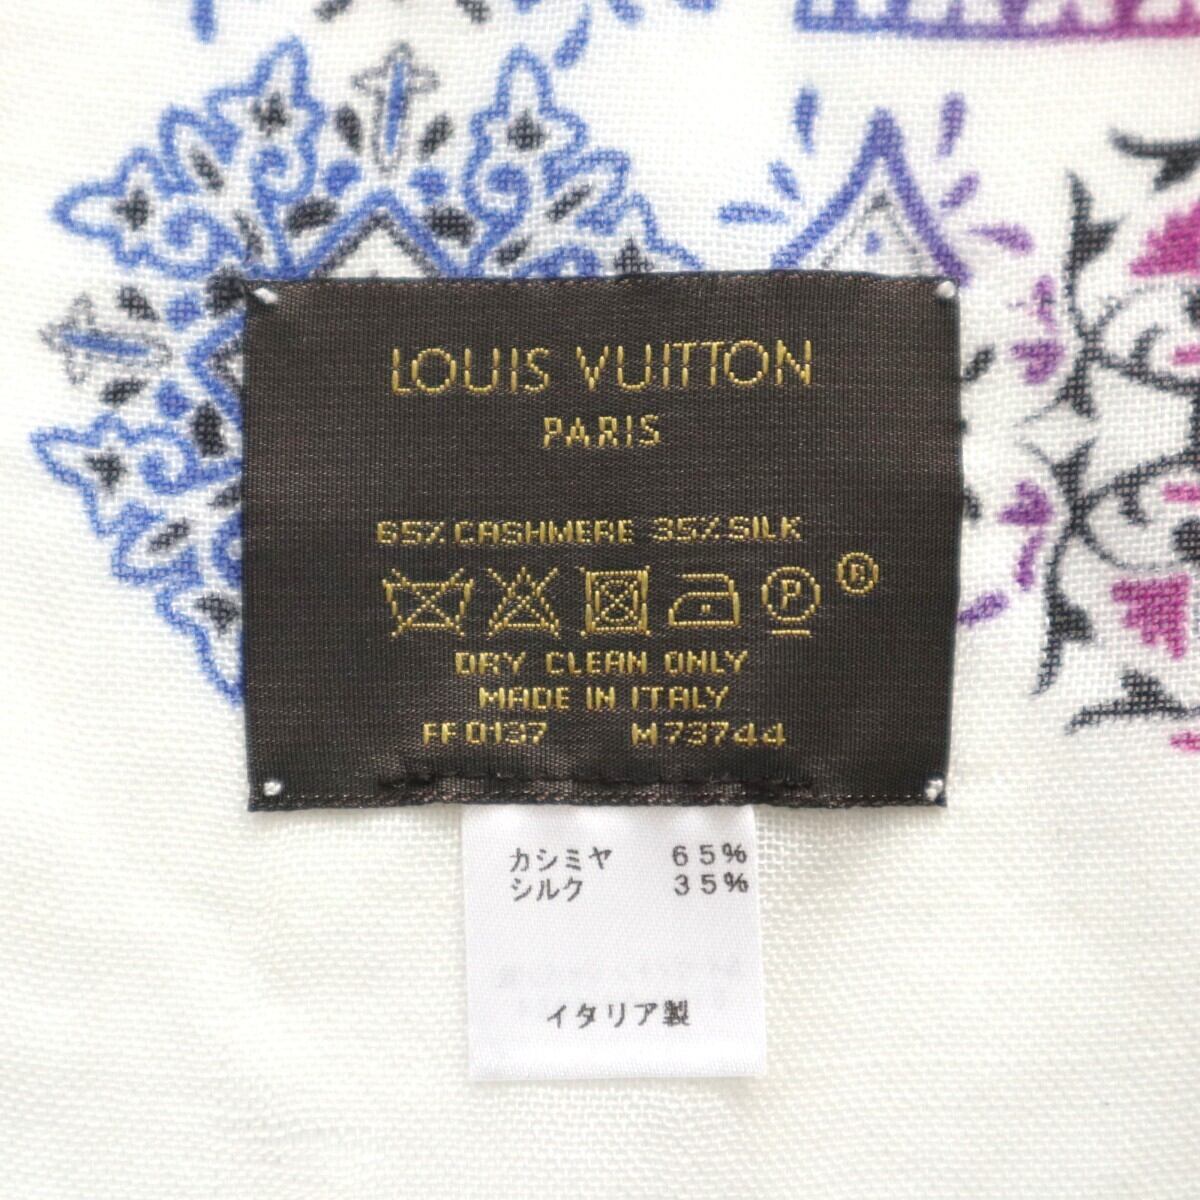 LOUIS VUITTON
PARIS
65% CASHMERE 35% SILK
P ®
DRY CLEAN ONLY
MADE IN ITALY
FF0137 M73744
カシミヤ 65%
シルク 35%
イタリア製